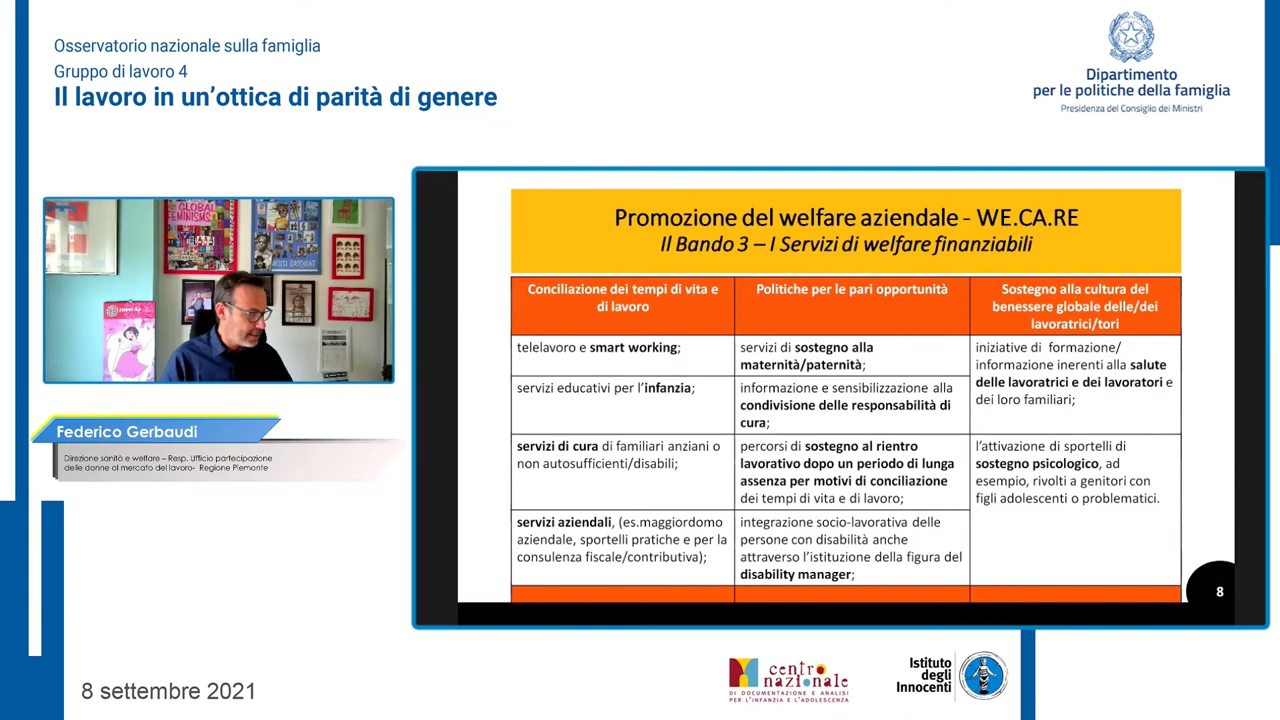 Osservatorio nazionale sulla famiglia
Gruppo di lavoro 4
Il lavoro in un'ottica di parità di genere
Dipartimento
per le politiche della famiglia
Presidenza del Consiglio dei Ministri
GLOBAL
FEMINISMS
Federico Gerbaudi
Direzione sanità e welfare – Resp. Ufficio partecipazione
delle donne al mercato del lavoro- Regione Piemonte
Promozione del welfare aziendale - WE.CA.RE
Il Bando 3 – I Servizi di welfare finanziabili
Conciliazione dei tempi di vita e
di lavoro
Politiche per le pari opportunità
Sostegno alla cultura del
benessere globale delle/dei
lavoratrici/tori
telelavoro e smart working;
servizi di sostegno alla
maternità/paternità;
iniziative di formazione/
informazione inerenti alla salute
delle lavoratrici e dei lavoratori e
dei loro familiari;
servizi educativi per l'infanzia;
informazione e sensibilizzazione alla
condivisione delle responsabilità di
cura;
servizi di cura di familiari anziani o
non autosufficienti/disabili;
percorsi di sostegno al rientro
lavorativo dopo un periodo di lunga
assenza per motivi di conciliazione
dei tempi di vita e di lavoro;
l'attivazione di sportelli di
sostegno psicologico, ad
esempio, rivolti a genitori con
figli adolescenti o problematici.
servizi aziendali, (es.maggiordomo
aziendale, sportelli pratiche e per la
consulenza fiscale/contributiva);
integrazione socio-lavorativa delle
persone con disabilità anche
attraverso l'istituzione della figura del
disability manager;
8
8 settembre 2021
centro
nazionale
DI DOCUMENTAZIONE E ANALISI
PER L'INFANZIA E L'ADOLESCENZA
Istituto
degli
Innocenti